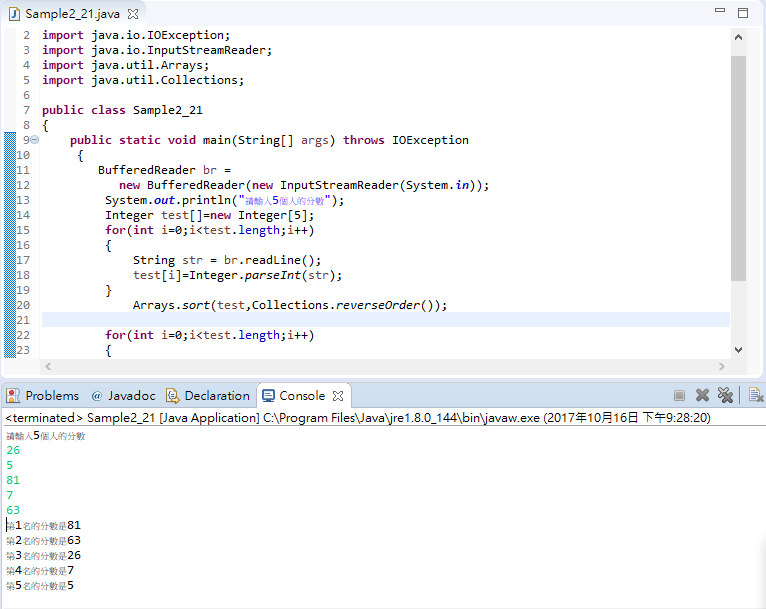 Sample2_21.java
2 import java.io.IOException;
3 import java.io.InputStreamReader;
4 import java.util.Arrays;
5 import java.util.Collections;
6
7 public class Sample2_21
8 {
9 public static void main(String[] args) throws IOException
10 {
11 BufferedReader br =
12 new BufferedReader(new InputStreamReader(System.in));
13 System.out.println("請輸入5個人的分數");
14 Integer test[]=new Integer[5];
15 for(int i=0;i<test.length;i++)
16 {
17 String str = br.readLine();
18 test[i]=Integer.parseInt(str);
19 }
20 Arrays.sort(test,Collections.reverseOrder());
21
22 for(int i=0;i<test.length;i++)
23 {
Problems @ Javadoc Declaration Console
<terminated> Sample2_21 [Java Application] C:\Program Files\Java\jre1.8.0_144\bin\javaw.exe (2017年10月16日 下午9:28:20)
請輸入5個人的分數
26
5
81
7
63
第1名的分數是81
第2名的分數是63
第3名的分數是26
第4名的分數是7
第5名的分數是5